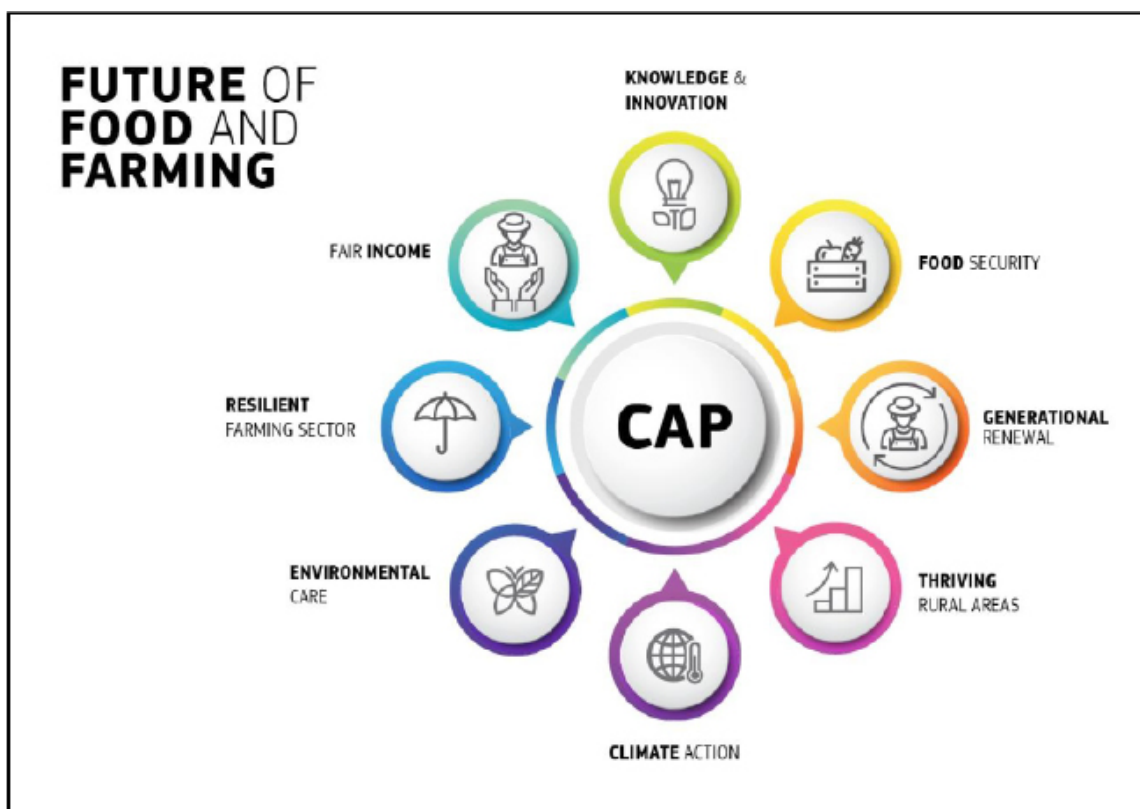 FUTURE OF
FOOD AND
FARMING
KNOWLEDGE &
INNOVATION
FAIR INCOME
FOOD SECURITY
RESILIENT
FARMING SECTOR
CAP
GENERATIONAL
RENEWAL
ENVIRONMENTAL
CARE
THRIVING
RURAL AREAS
CLIMATE ACTION